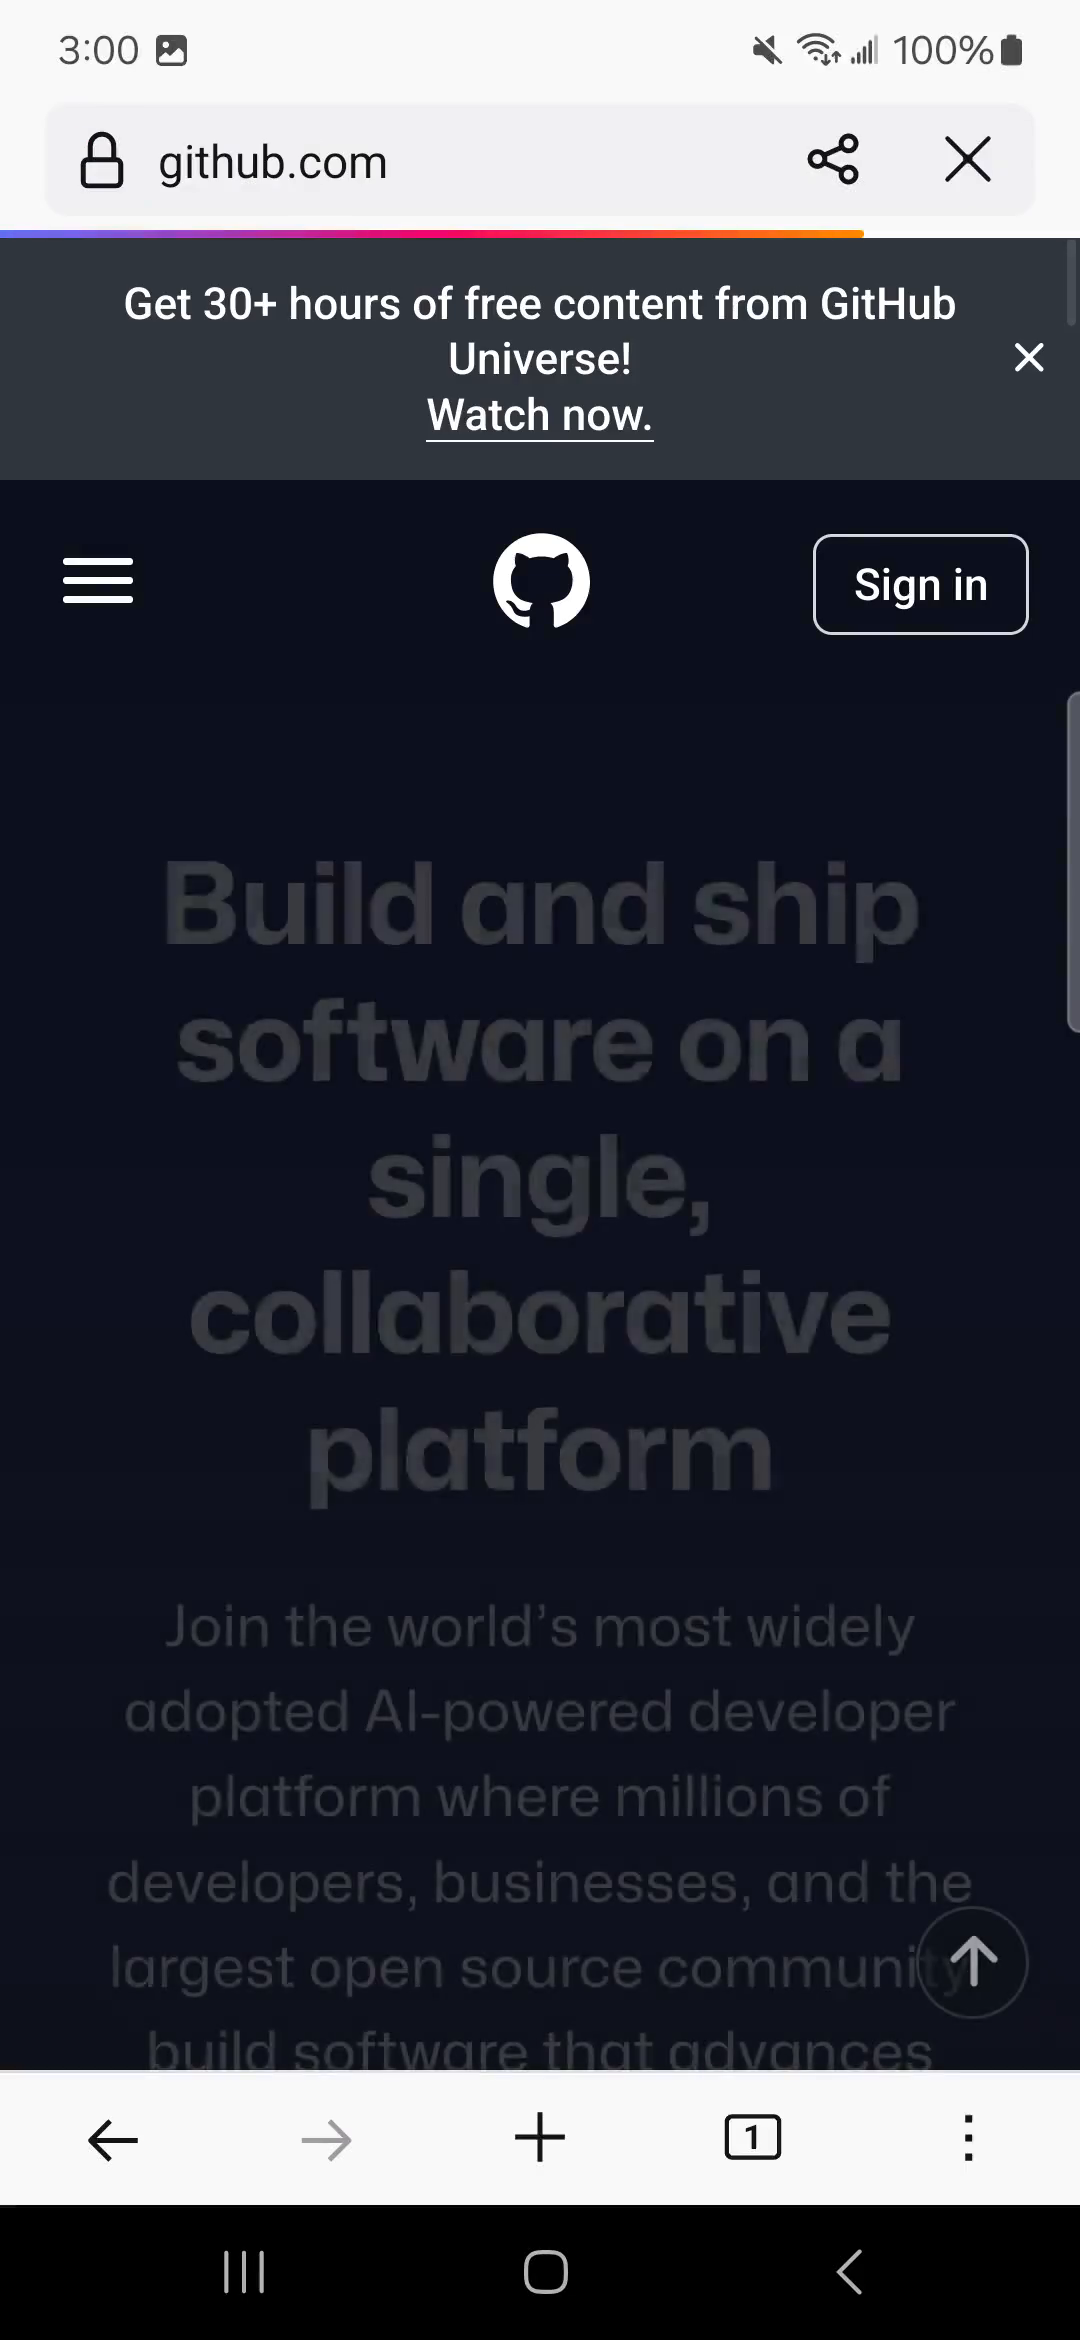 3:00
100%
github.com
Get 30+ hours of free content from GitHub
Universe!
Watch now.
Sign in
Build and ship
software on a
single,
collaborative
platform
Join the world’s most widely
adopted AI-powered developer
platform where millions of
developers, businesses, and the
largest open source community
build software that advances
1